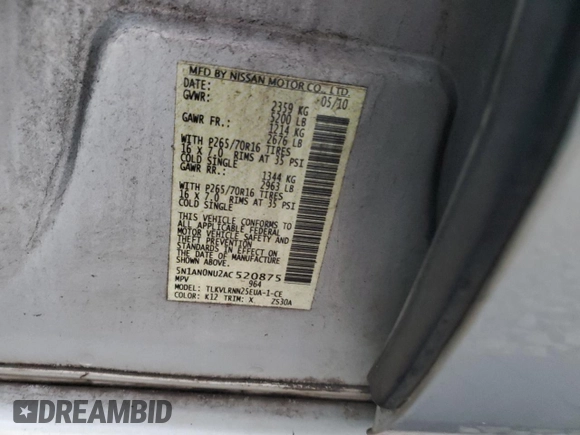 MFD BY NISSAN MOTOR CO., LTD.
DATE: 05/10
GVWR: 2359 KG
5200 LB
GAWR FR.: 1214 KG
2676 LB
WITH P265/70R16 TIRES
16 X 7.0 RIMS AT 35 PSI
COLD SINGLE
GAWR RR.: 1344 KG
2963 LB
WITH P265/70R16 TIRES
16 X 7.0 RIMS AT 35 PSI
COLD SINGLE
THIS VEHICLE CONFORMS TO
ALL APPLICABLE FEDERAL
MOTOR VEHICLE SAFETY AND
THEFT PREVENTION
STANDARDS IN EFFECT ON
THE DATE OF MANUFACTURE
SHOWN ABOVE.
5N1AN0NU2AC520875
MPV 964
MODEL: TLKVLRNN25EUA-1-CE
COLOR: K12 TRIM: X 2S30A
DREAMBID